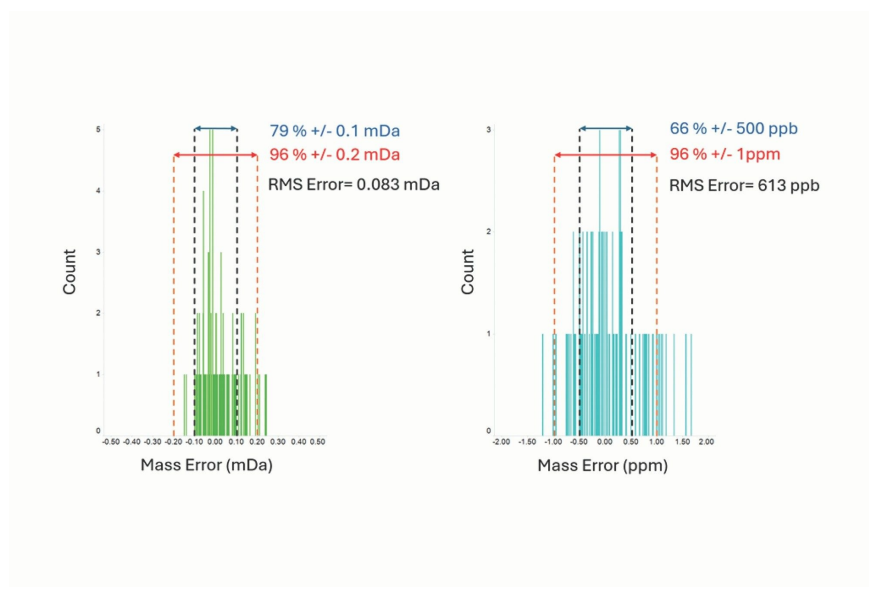 79 % +/- 0.1 mDa
96 % +/- 0.2 mDa
RMS Error= 0.083 mDa
5
4
3
2
1
0
Count
-0.50 -0.40 -0.30 -0.20 -0.10 0.00 0.10 0.20 0.30 0.40 0.50
Mass Error (mDa)
66 % +/- 500 ppb
96 % +/- 1ppm
RMS Error= 613 ppb
3
2
1
0
Count
-2.00 -1.50 -1.00 -0.50 0.00 0.50 1.00 1.50 2.00
Mass Error (ppm)